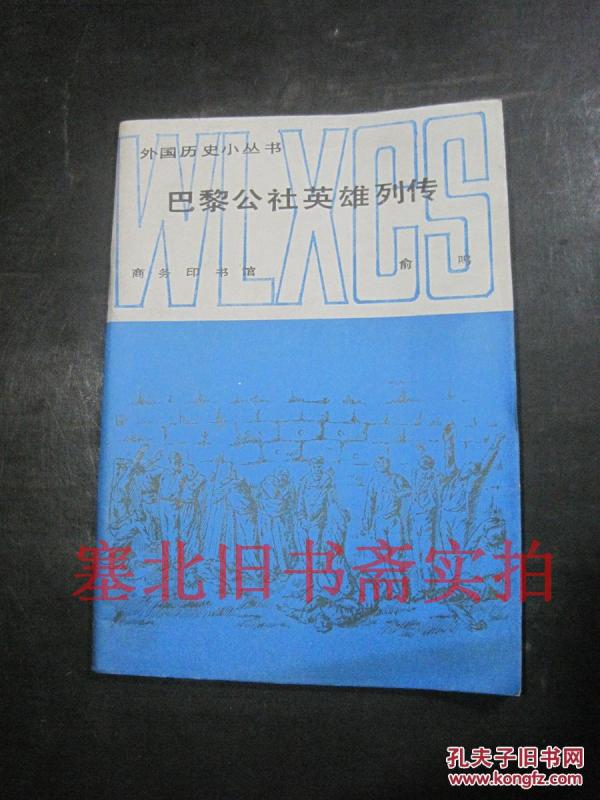 外国历史小丛书
WLXCS
巴黎公社英雄列传
商务印书馆 俞鸣
塞北旧书斋实拍
孔夫子旧书网
www.kongfz.com